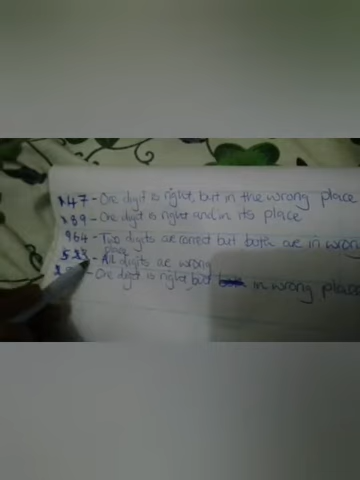 147 - One digit is right, but in the wrong place
189 - One digit is right and in its place
964 - Two digits are correct but both are in wrong
place
523 - All digits are wrong
- One digit is right, but in wrong place